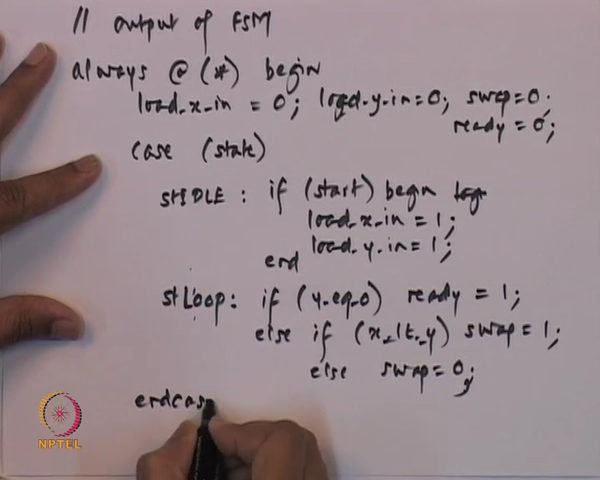 // output of FSM
always @ (*) begin
load_x_in = 0; load_y_in=0; swap=0;
ready = 0;
case (state)
stIDLE : if (start) begin
load_x_in = 1;
load_y_in = 1;
end
stLoop: if (y_eq_0) ready = 1;
else if (x_lt_y) swap = 1;
else swap = 0;
endcas
NPTEL